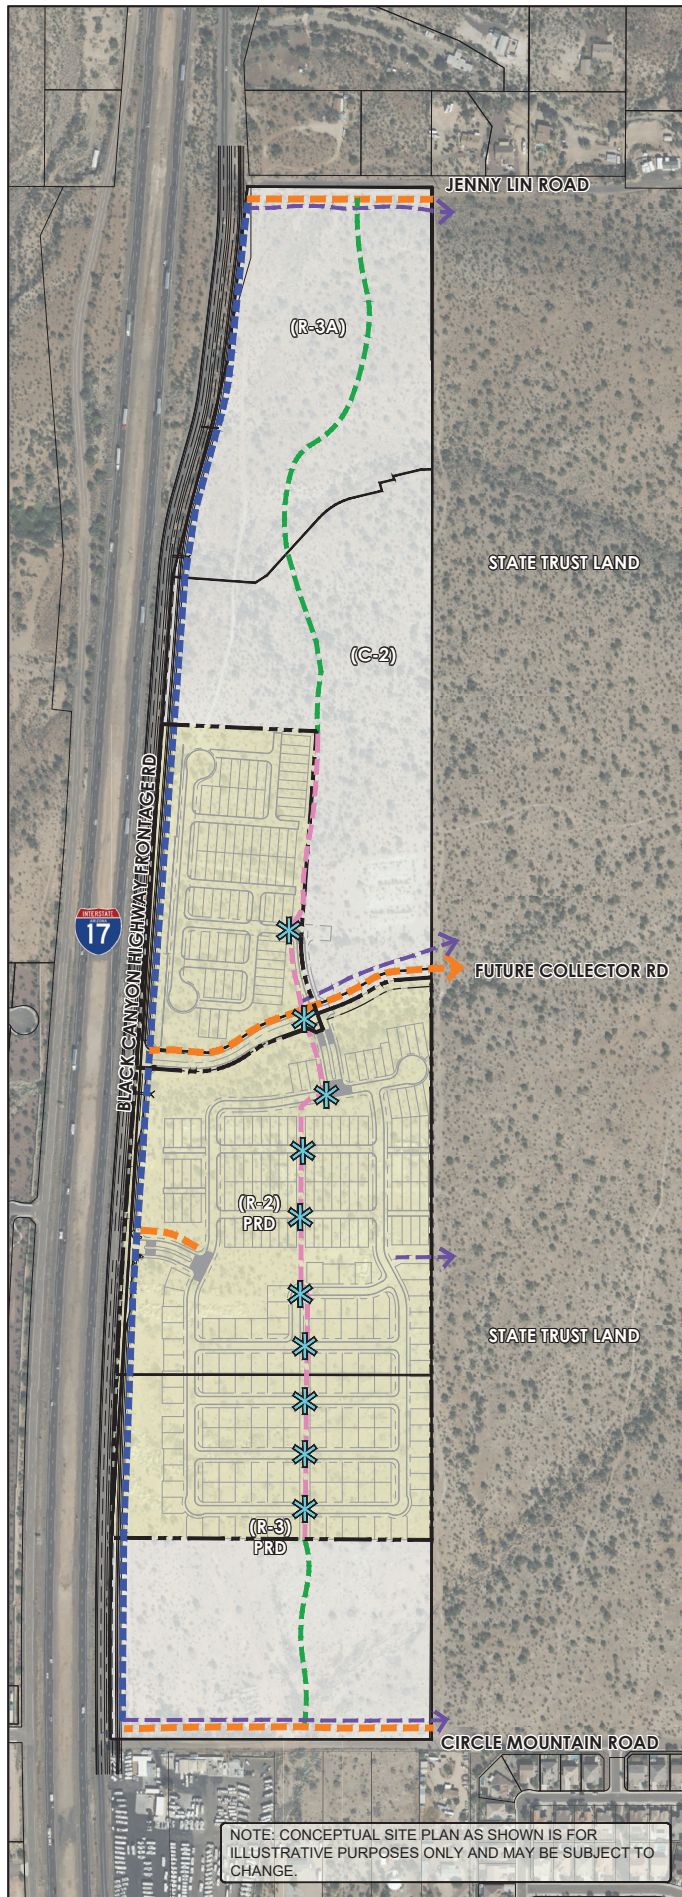 JENNY LIN ROAD
(R-3A)
STATE TRUST LAND
(C-2)
BLACK CANYON HIGHWAY FRONTAGE RD
INTERSTATE
ARIZONA
17
FUTURE COLLECTOR RD
(R-2)
PRD
STATE TRUST LAND
(R-3)
PRD
CIRCLE MOUNTAIN ROAD
NOTE: CONCEPTUAL SITE PLAN AS SHOWN IS FOR
ILLUSTRATIVE PURPOSES ONLY AND MAY BE SUBJECT TO
CHANGE.